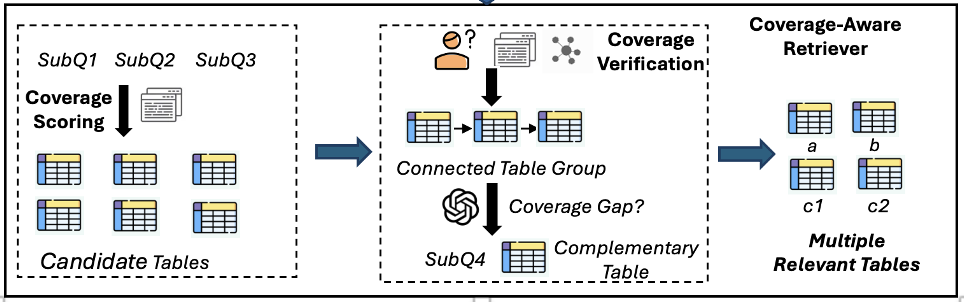 SubQ1 SubQ2 SubQ3
Coverage
Scoring
Candidate Tables
?
Coverage
Verification
Connected Table Group
Coverage Gap?
SubQ4
Complementary
Table
Coverage-Aware
Retriever
a b
c1 c2
Multiple
Relevant Tables